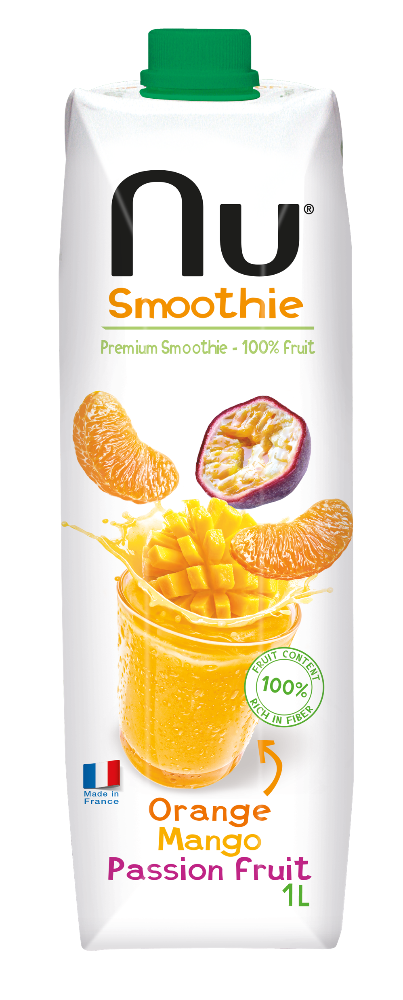 nu®
Smoothie
Premium Smoothie - 100% Fruit
FRUIT CONTENT
100%
RICH IN FIBER
Made in
France
Orange
Mango
Passion Fruit
1L